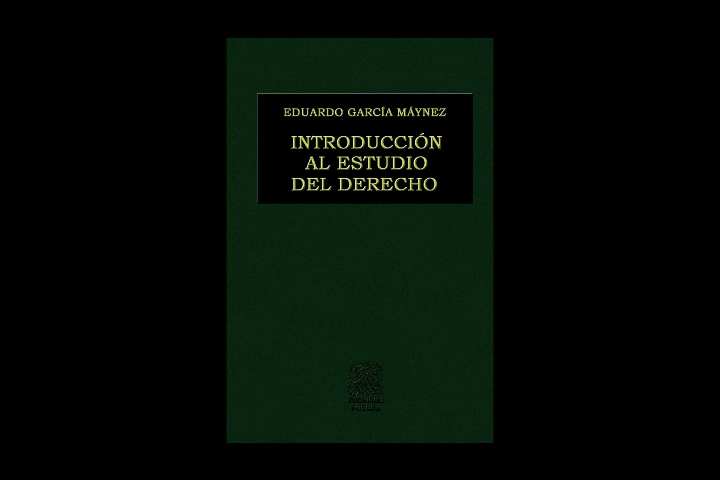 EDUARDO GARCÍA MÁYNEZ
INTRODUCCIÓN
AL ESTUDIO
DEL DERECHO